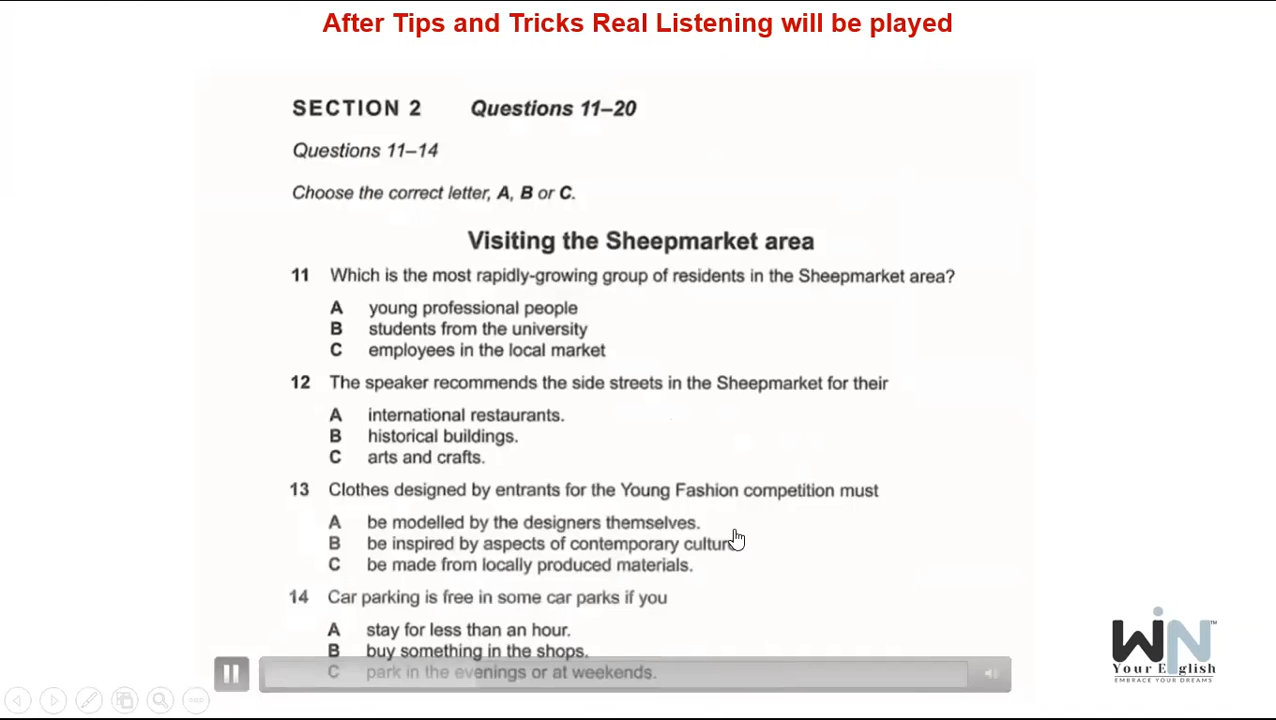 After Tips and Tricks Real Listening will be played
SECTION 2 Questions 11–20
Questions 11–14
Choose the correct letter, A, B or C.
Visiting the Sheepmarket area
11 Which is the most rapidly-growing group of residents in the Sheepmarket area?
A young professional people
B students from the university
C employees in the local market
12 The speaker recommends the side streets in the Sheepmarket for their
A international restaurants.
B historical buildings.
C arts and crafts.
13 Clothes designed by entrants for the Young Fashion competition must
A be modelled by the designers themselves.
B be inspired by aspects of contemporary culture
C be made from locally produced materials.
14 Car parking is free in some car parks if you
A stay for less than an hour.
B buy something in the shops.
C park in the evenings or at weekends.
WIN™
Your English
EMBRACE YOUR DREAMS